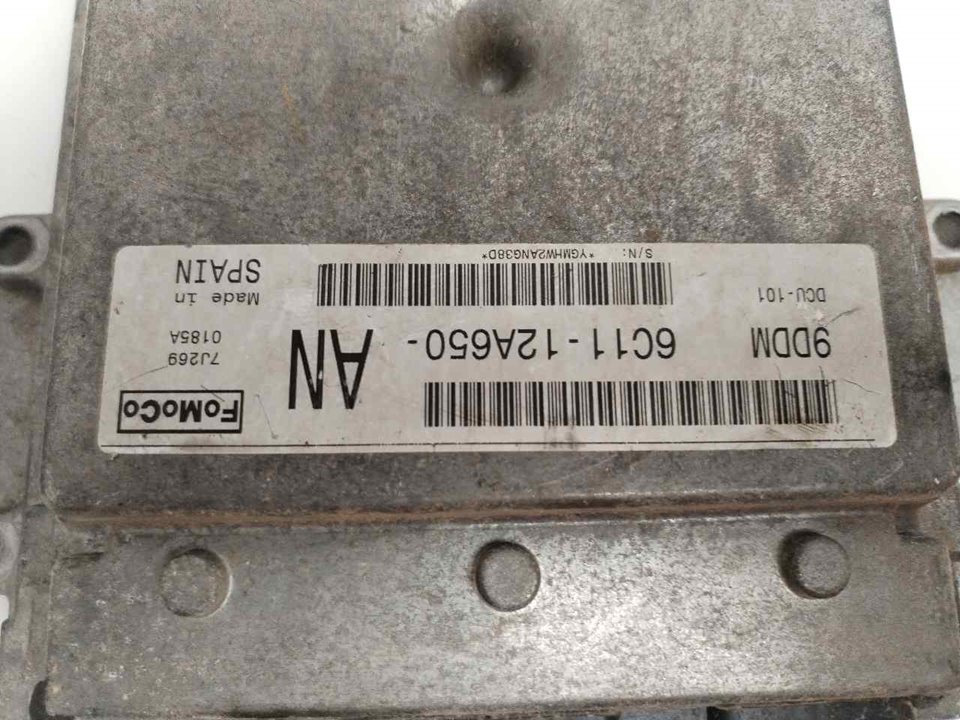 FoMoCo
AN
7J269
0185A
Made in
SPAIN
9DDM
6C11-12A650-
DCU-101
S/N:
*YGMHW2ANG38D*